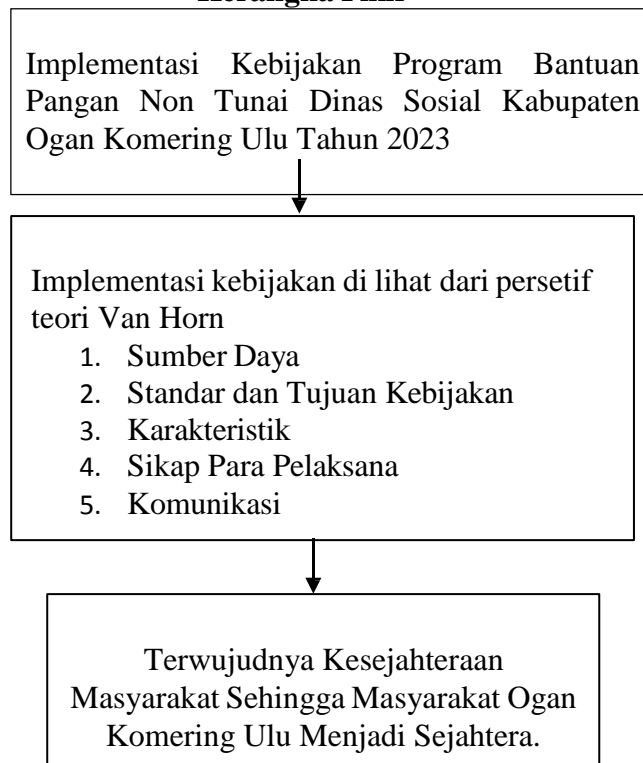 Kerangka Pikir
Implementasi Kebijakan Program Bantuan
Pangan Non Tunai Dinas Sosial Kabupaten
Ogan Komering Ulu Tahun 2023
Implementasi kebijakan di lihat dari persetif
teori Van Horn
1. Sumber Daya
2. Standar dan Tujuan Kebijakan
3. Karakteristik
4. Sikap Para Pelaksana
5. Komunikasi
Terwujudnya Kesejahteraan
Masyarakat Sehingga Masyarakat Ogan
Komering Ulu Menjadi Sejahtera.